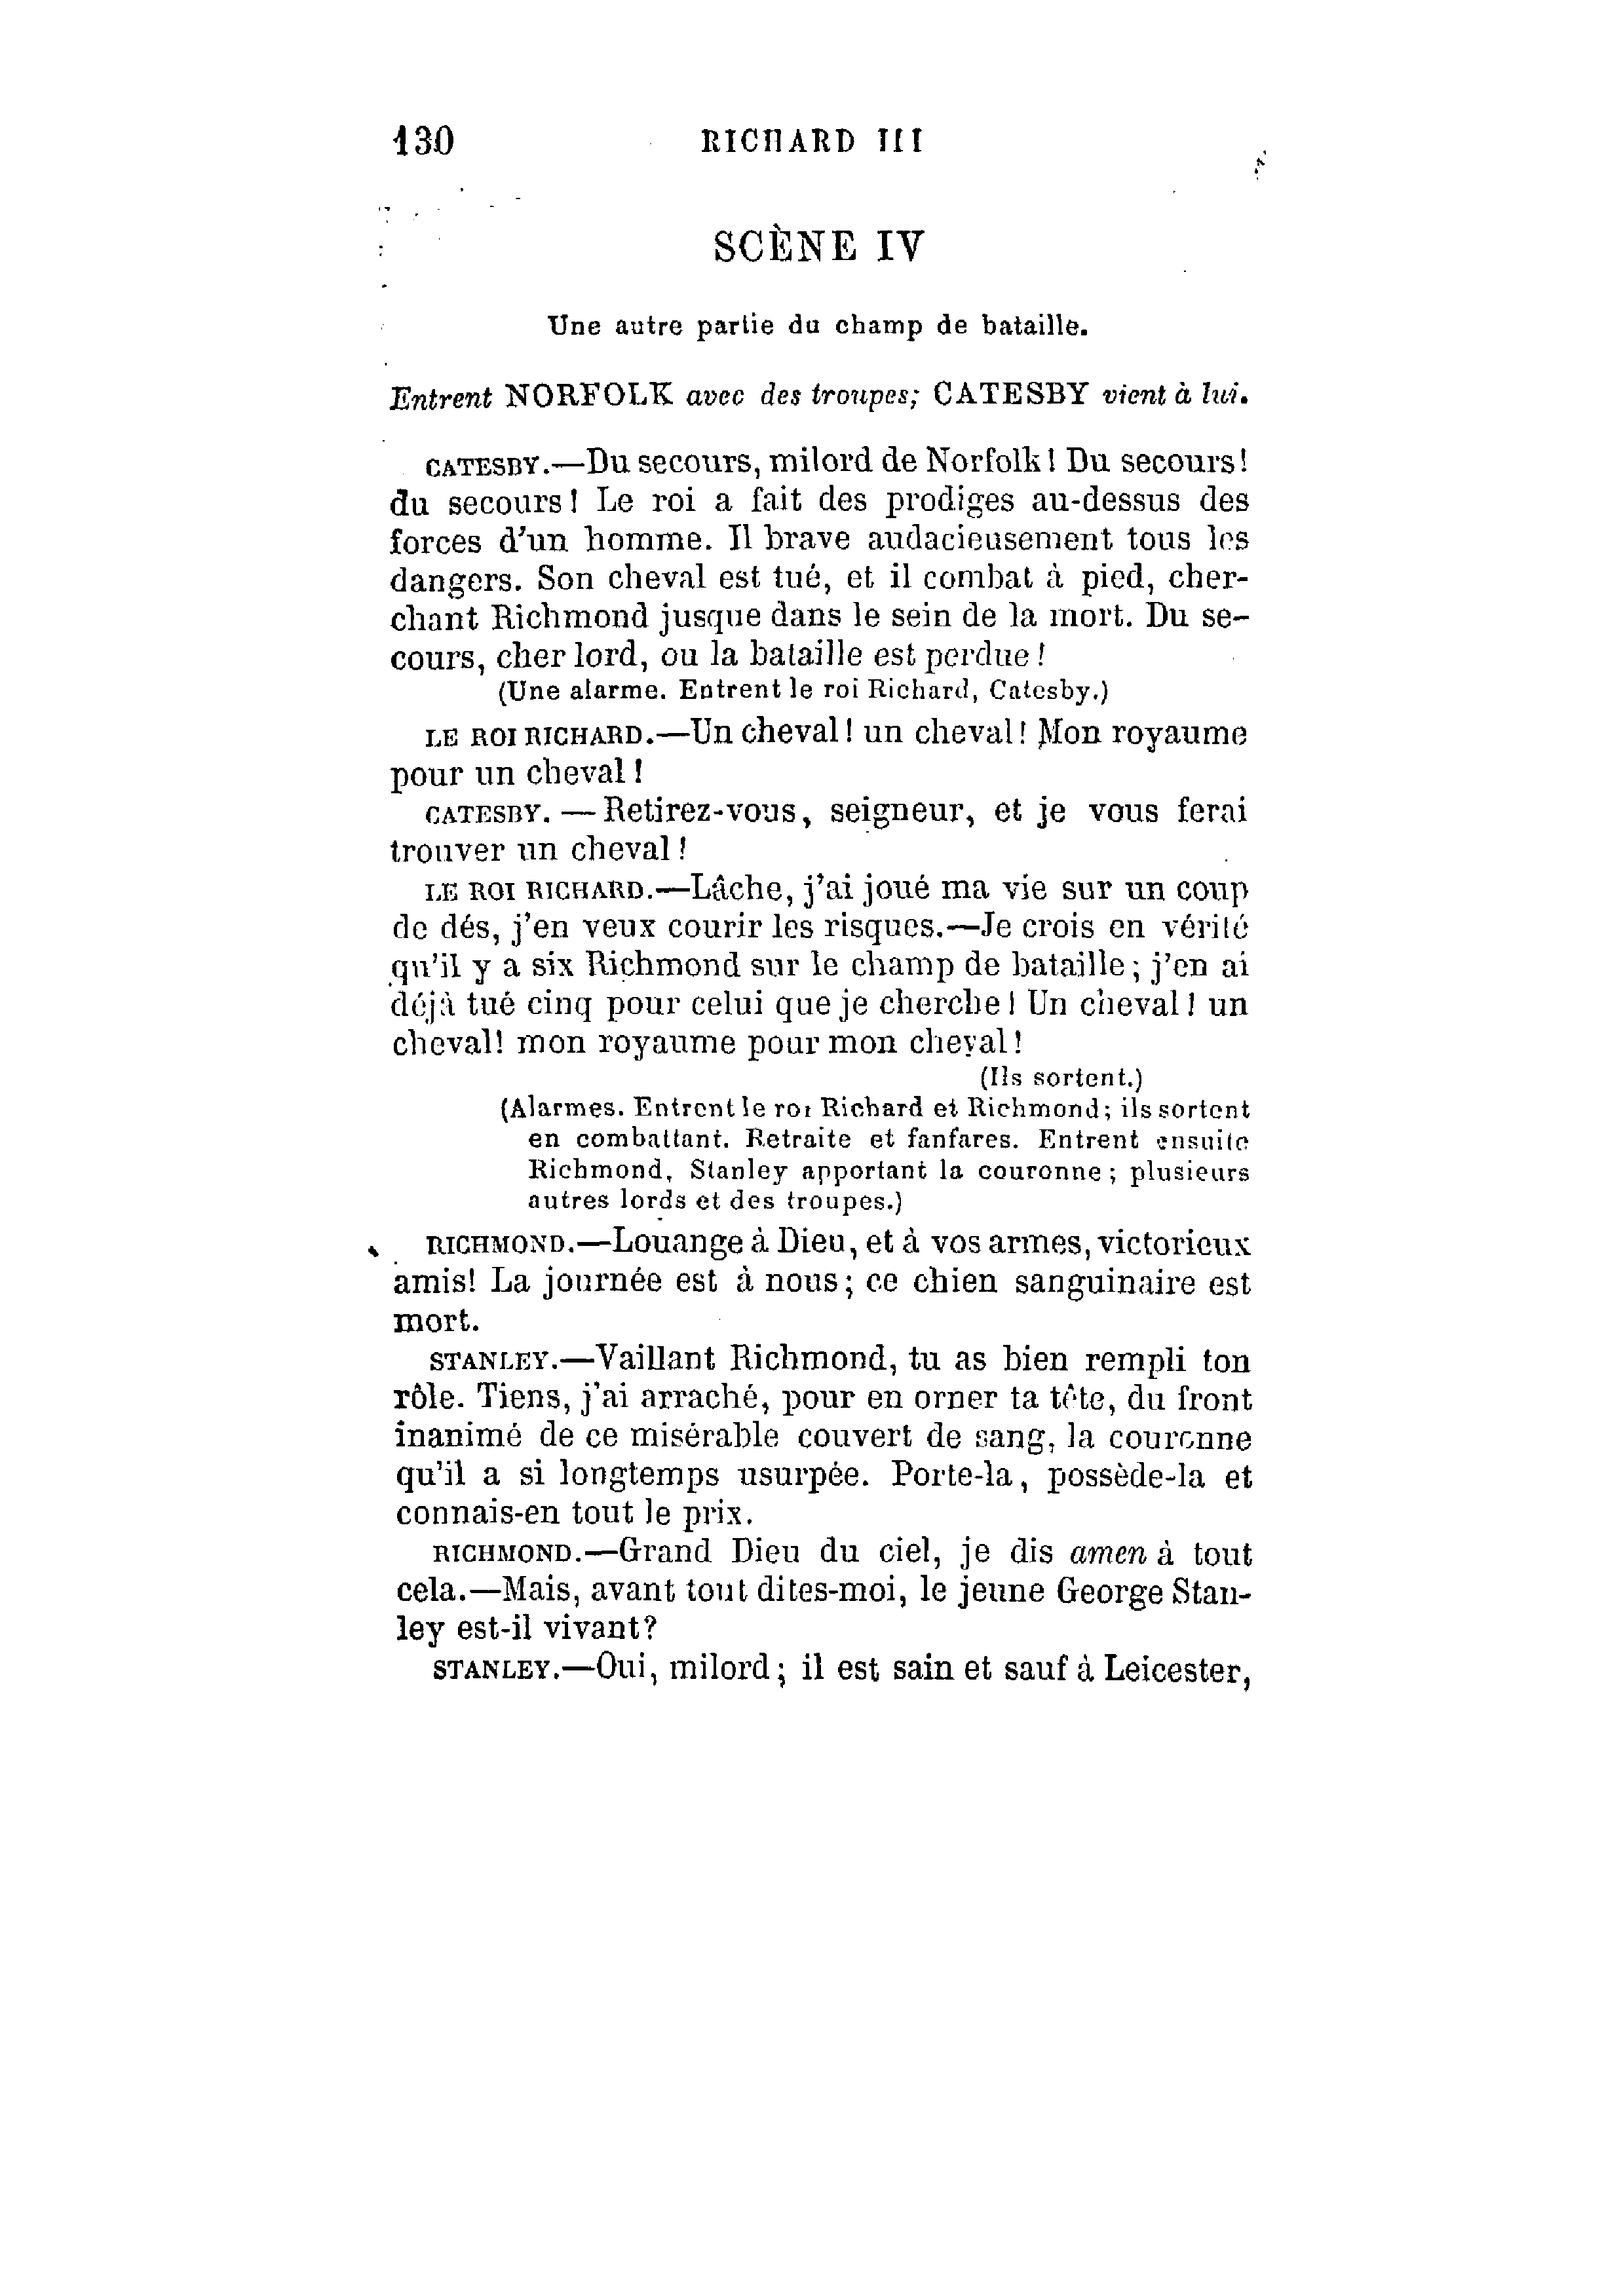 130 RICHARD III
SCÈNE IV
Une autre partie du champ de bataille.
Entrent NORFOLK avec des troupes; CATESBY vient à lui.
CATESBY.—Du secours, milord de Norfolk! Du secours!
du secours! Le roi a fait des prodiges au-dessus des
forces d'un homme. Il brave audacieusement tous les
dangers. Son cheval est tué, et il combat à pied, cher-
chant Richmond jusque dans le sein de la mort. Du se-
cours, cher lord, ou la bataille est perdue!
(Une alarme. Entrent le roi Richard, Catesby.)
LE ROI RICHARD.—Un cheval! un cheval! Mon royaume
pour un cheval!
CATESBY. — Retirez-vous, seigneur, et je vous ferai
trouver un cheval!
LE ROI RICHARD.—Lâche, j'ai joué ma vie sur un coup
de dés, j'en veux courir les risques.—Je crois en vérité
qu'il y a six Richmond sur le champ de bataille; j'en ai
déjà tué cinq pour celui que je cherche! Un cheval! un
cheval! mon royaume pour mon cheval!
(Ils sortent.)
(Alarmes. Entrent le roi Richard et Richmond; ils sortent
en combattant. Retraite et fanfares. Entrent ensuite
Richmond, Stanley apportant la couronne; plusieurs
autres lords et des troupes.)
RICHMOND.—Louange à Dieu, et à vos armes, victorieux
amis! La journée est à nous; ce chien sanguinaire est
mort.
STANLEY.—Vaillant Richmond, tu as bien rempli ton
rôle. Tiens, j'ai arraché, pour en orner ta tête, du front
inanimé de ce misérable couvert de sang, la couronne
qu'il a si longtemps usurpée. Porte-la, possède-la et
connais-en tout le prix.
RICHMOND.—Grand Dieu du ciel, je dis amen à tout
cela.—Mais, avant tout dites-moi, le jeune George Stan-
ley est-il vivant?
STANLEY.—Oui, milord; il est sain et sauf à Leicester,